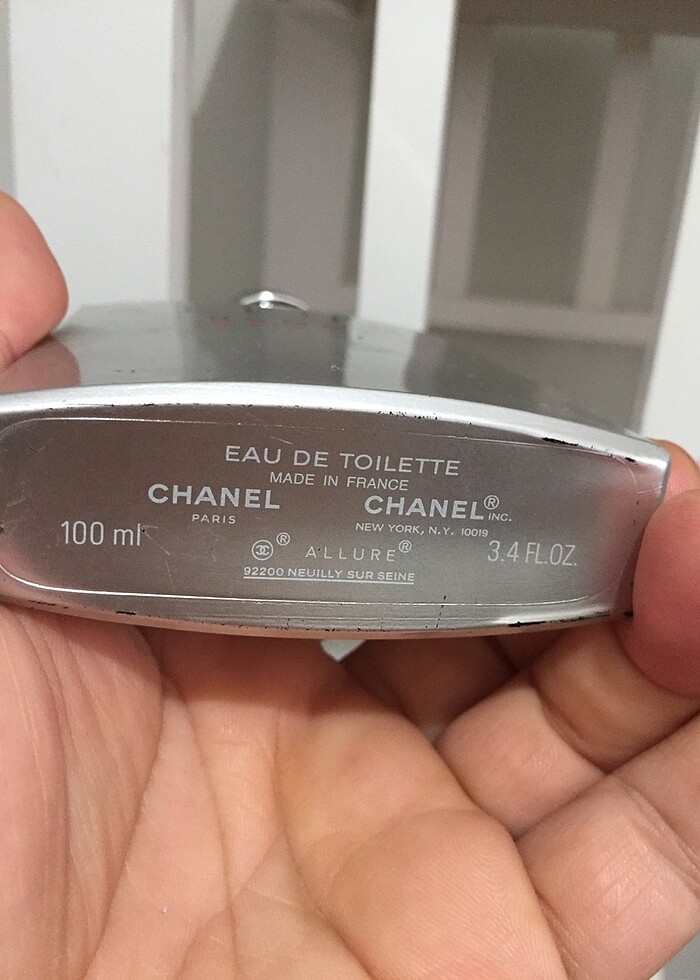 EAU DE TOILETTE
MADE IN FRANCE
CHANEL CHANEL® INC.
PARIS NEW YORK, N.Y. 10019
100 ml ® ALLURE® 3.4 FL.OZ.
92200 NEUILLY SUR SEINE